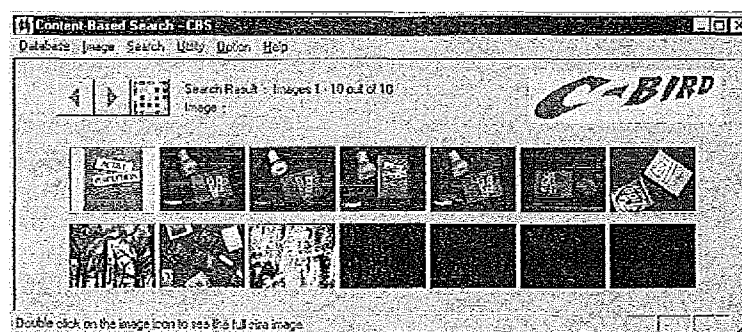 Content-Based Search - CBS
Database Image Search Utility Option Help
Search Result : Images 1 - 10 out of 10
Image :
C-BIRD
Double click on the image icon to see the full size image